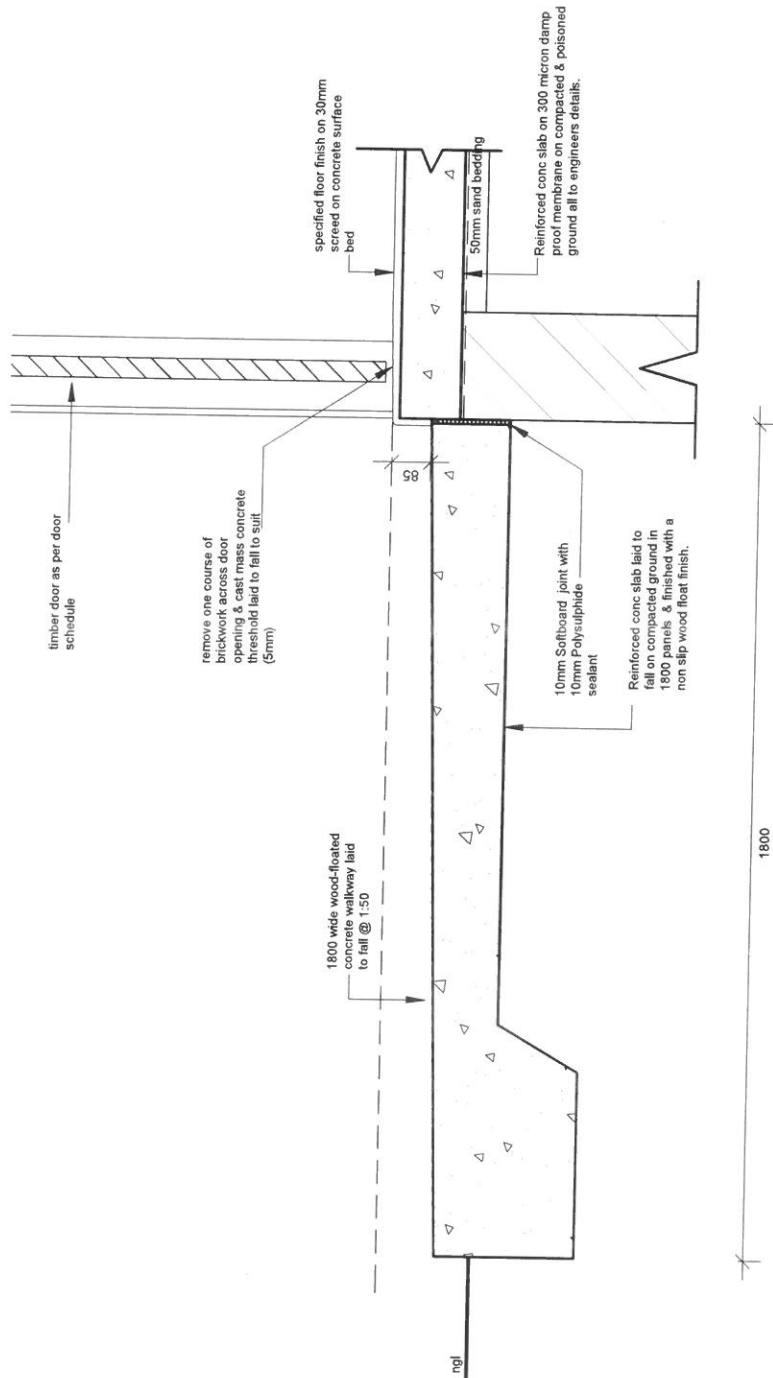 timber door as per door
schedule
remove one course of
brickwork across door
opening & cast mass concrete
threshold laid to fall to suit
(5mm)
specified floor finish on 30mm
screed on concrete surface
bed
50mm sand bedding
Reinforced conc slab on 300 micron damp
proof membrane on compacted & poisoned
ground all to engineers details.
85
1800 wide wood-floated
concrete walkway laid
to fall @ 1:50
10mm Softboard joint with
10mm Polysulphide
sealant
Reinforced conc slab laid to
fall on compacted ground in
1800 panels & finished with a
non slip wood float finish.
ngl
1800